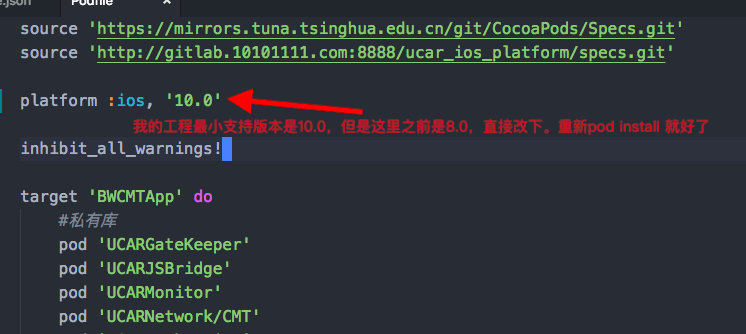 Podfile
source 'https://mirrors.tuna.tsinghua.edu.cn/git/CocoaPods/Specs.git'
source 'http://gitlab.10101111.com:8888/ucar_ios_platform/specs.git'
platform :ios, '10.0'
我的工程最小支持版本是10.0，但是这里之前是8.0，直接改下。重新pod install 就好了
inhibit_all_warnings!
target 'BWCMTApp' do
#私有库
pod 'UCARGateKeeper'
pod 'UCARJSBridge'
pod 'UCARMonitor'
pod 'UCARNetwork/CMT'